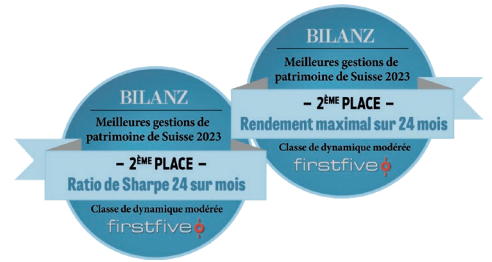 BILANZ
Meilleures gestions de
patrimoine de Suisse 2023
– 2ÈME PLACE –
Ratio de Sharpe 24 sur mois
Classe de dynamique modérée
firstfive
BILANZ
Meilleures gestions de
patrimoine de Suisse 2023
– 2ÈME PLACE –
Rendement maximal sur 24 mois
Classe de dynamique modérée
firstfive